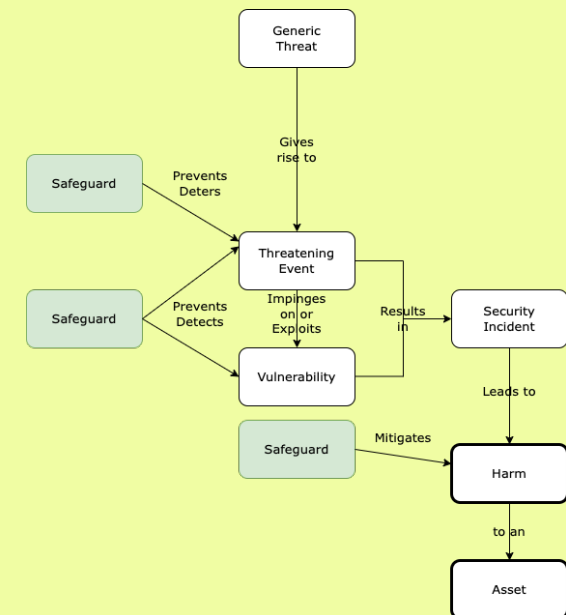 Generic
Threat
Gives
rise to
Safeguard
Prevents
Deters
Threatening
Event
Safeguard
Prevents
Detects
Impinges
on or
Exploits
Results
in
Security
Incident
Vulnerability
Leads to
Safeguard
Mitigates
Harm
to an
Asset